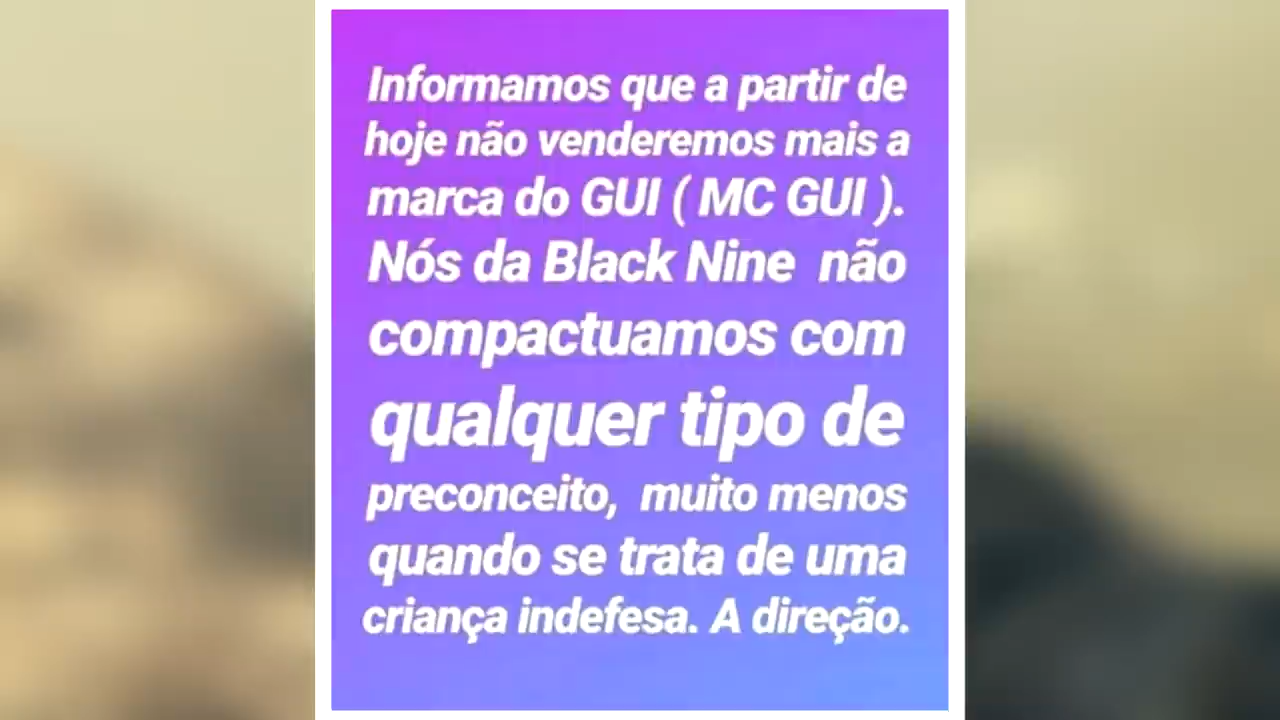 Informamos que a partir de
hoje não venderemos mais a
marca do GUI ( MC GUI ).
Nós da Black Nine não
compactuamos com
qualquer tipo de
preconceito, muito menos
quando se trata de uma
criança indefesa. A direção.